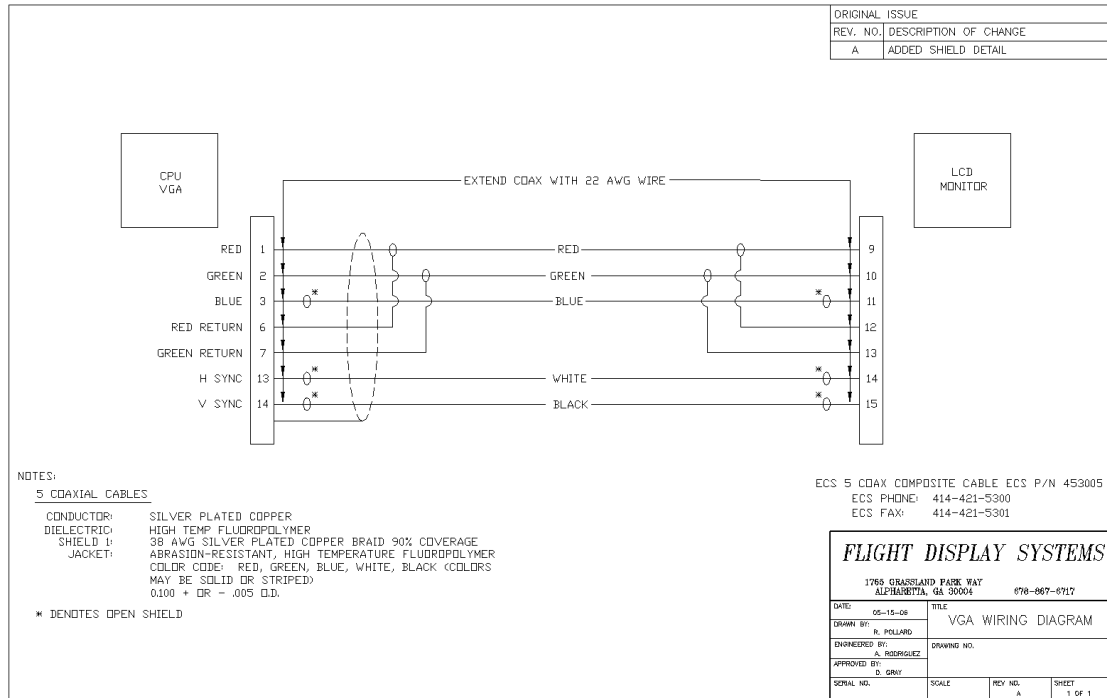 ORIGINAL ISSUE
REV. NO. DESCRIPTION OF CHANGE
A ADDED SHIELD DETAIL
CPU
VGA
LCD
MONITOR
EXTEND COAX WITH 22 AWG WIRE
RED 1 RED 9
GREEN 2 GREEN 10
BLUE 3 * BLUE * 11
RED RETURN 6 12
GREEN RETURN 7 13
H SYNC 13 * WHITE * 14
V SYNC 14 * BLACK * 15
NOTES:
5 COAXIAL CABLES
CONDUCTOR: SILVER PLATED COPPER
DIELECTRIC: HIGH TEMP FLUOROPOLYMER
SHIELD 1: 38 AWG SILVER PLATED COPPER BRAID 90% COVERAGE
JACKET: ABRASION-RESISTANT, HIGH TEMPERATURE FLUOROPOLYMER
COLOR CODE: RED, GREEN, BLUE, WHITE, BLACK (COLORS
MAY BE SOLID OR STRIPED)
0.100 + OR - .005 O.D.
* DENOTES OPEN SHIELD
ECS 5 COAX COMPOSITE CABLE ECS P/N 453005
ECS PHONE: 414-421-5300
ECS FAX: 414-421-5301
FLIGHT DISPLAY SYSTEMS
1765 GRASSLAND PARK WAY
ALPHARETTA, GA 30004 678-867-6717
DATE: 05-15-06
TITLE
VGA WIRING DIAGRAM
DRAWN BY: R. POLLARD
ENGINEERED BY: A. RODRIGUEZ
DRAWING NO.
APPROVED BY: D. GRAY
SERIAL NO.
SCALE
REV NO. A
SHEET 1 OF 1